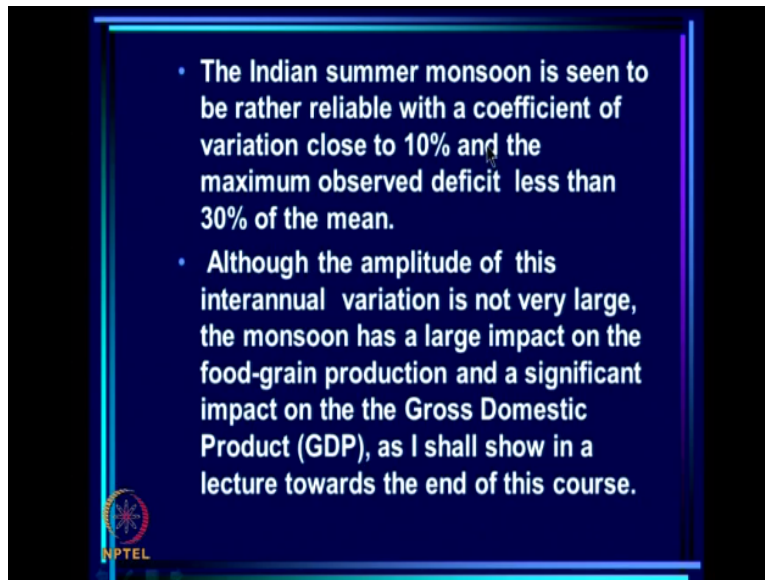 • The Indian summer monsoon is seen to
be rather reliable with a coefficient of
variation close to 10% and the
maximum observed deficit less than
30% of the mean.
• Although the amplitude of this
interannual variation is not very large,
the monsoon has a large impact on the
food-grain production and a significant
impact on the the Gross Domestic
Product (GDP), as I shall show in a
lecture towards the end of this course.
NPTEL